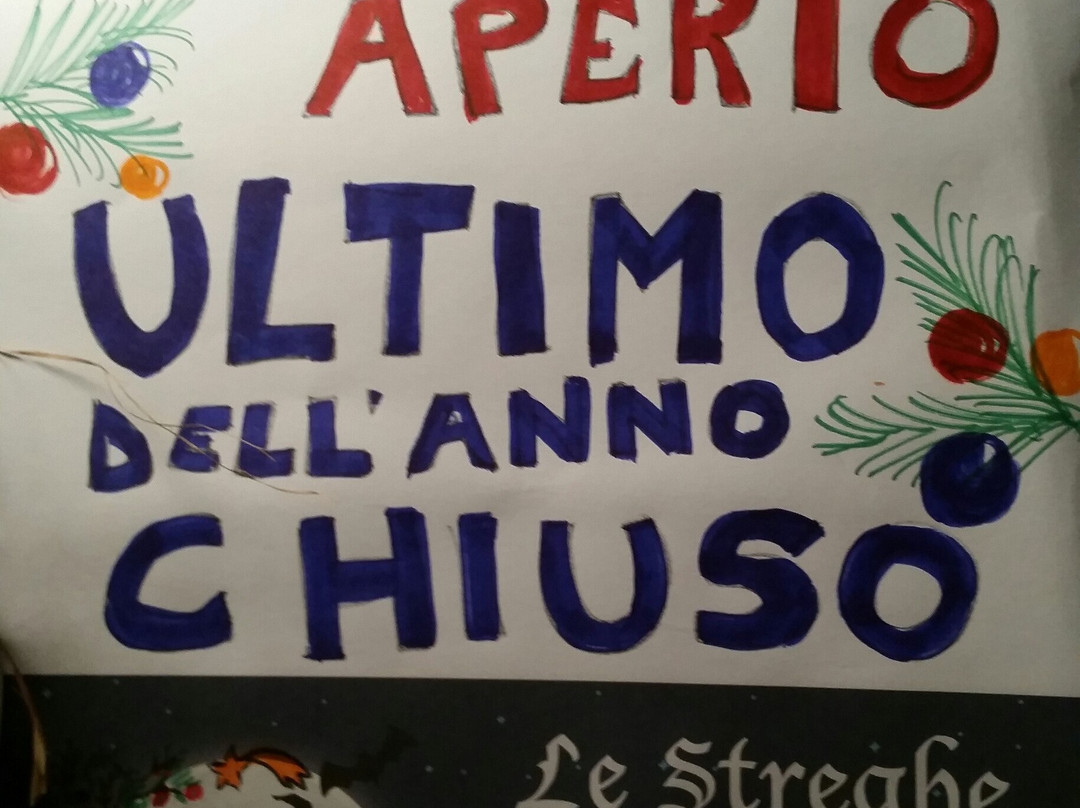 APERTO
ULTIMO
DELL'ANNO
CHIUSO
Le Streghe